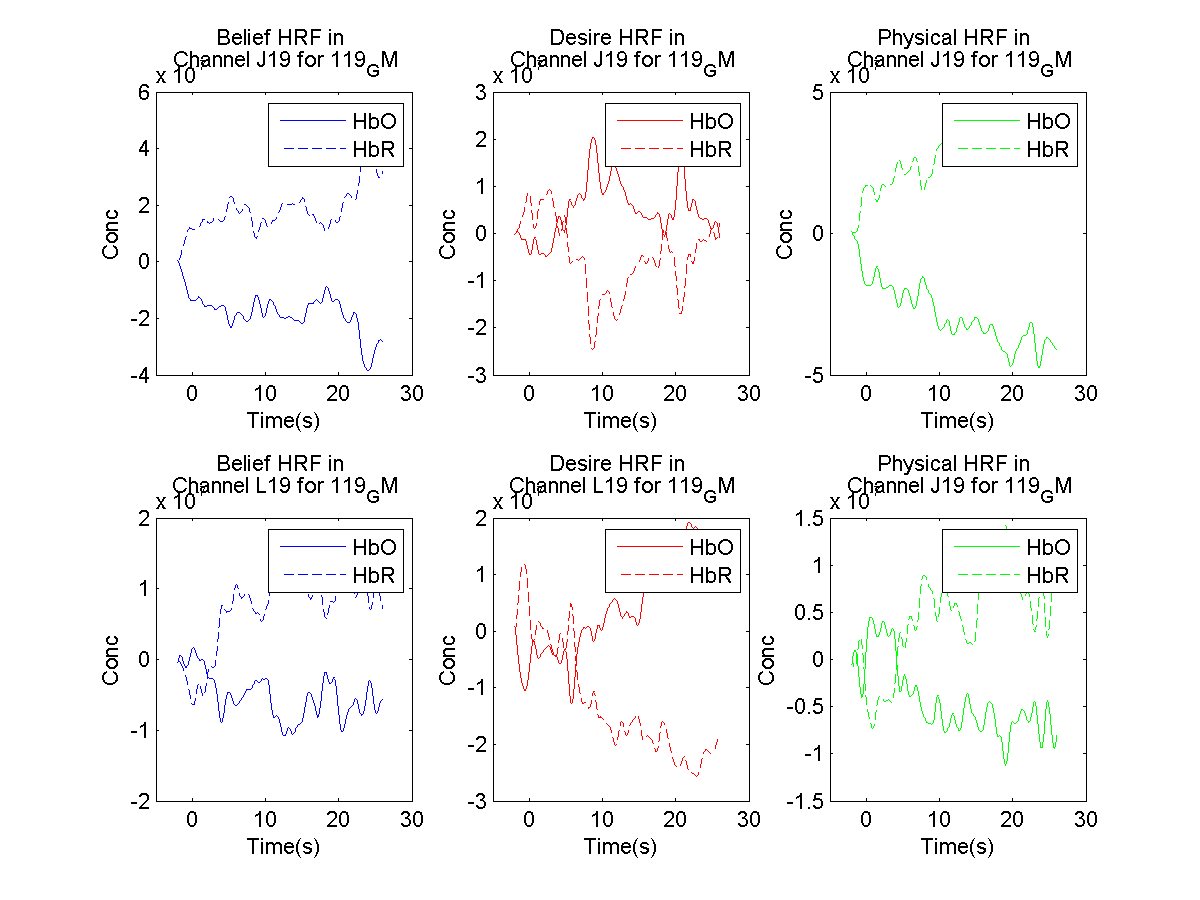 Belief HRF in
Channel J19 for 119GM
x 10
6
4
2
0
-2
-4
Conc
0 10 20 30
Time(s)
HbO
HbR
Desire HRF in
Channel J19 for 119GM
x 10
3
2
1
0
-1
-2
-3
Conc
0 10 20 30
Time(s)
HbO
HbR
Physical HRF in
Channel J19 for 119GM
x 10
5
0
-5
Conc
0 10 20 30
Time(s)
HbO
HbR
Belief HRF in
Channel L19 for 119GM
x 10
2
1
0
-1
-2
Conc
0 10 20 30
Time(s)
HbO
HbR
Desire HRF in
Channel L19 for 119GM
x 10
2
1
0
-1
-2
-3
Conc
0 10 20 30
Time(s)
HbO
HbR
Physical HRF in
Channel J19 for 119GM
x 10
1.5
1
0.5
0
-0.5
-1
-1.5
Conc
0 10 20 30
Time(s)
HbO
HbR